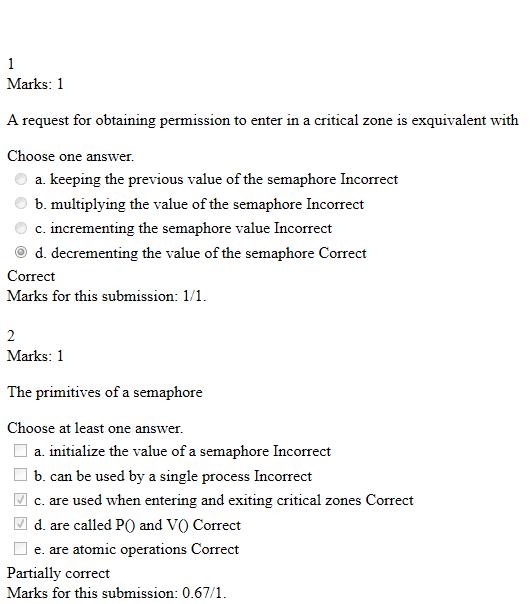 1
Marks: 1
A request for obtaining permission to enter in a critical zone is exquivalent with
Choose one answer.
a. keeping the previous value of the semaphore Incorrect
b. multiplying the value of the semaphore Incorrect
c. incrementing the semaphore value Incorrect
d. decrementing the value of the semaphore Correct
Correct
Marks for this submission: 1/1.
2
Marks: 1
The primitives of a semaphore
Choose at least one answer.
a. initialize the value of a semaphore Incorrect
b. can be used by a single process Incorrect
c. are used when entering and exiting critical zones Correct
d. are called P() and V() Correct
e. are atomic operations Correct
Partially correct
Marks for this submission: 0.67/1.